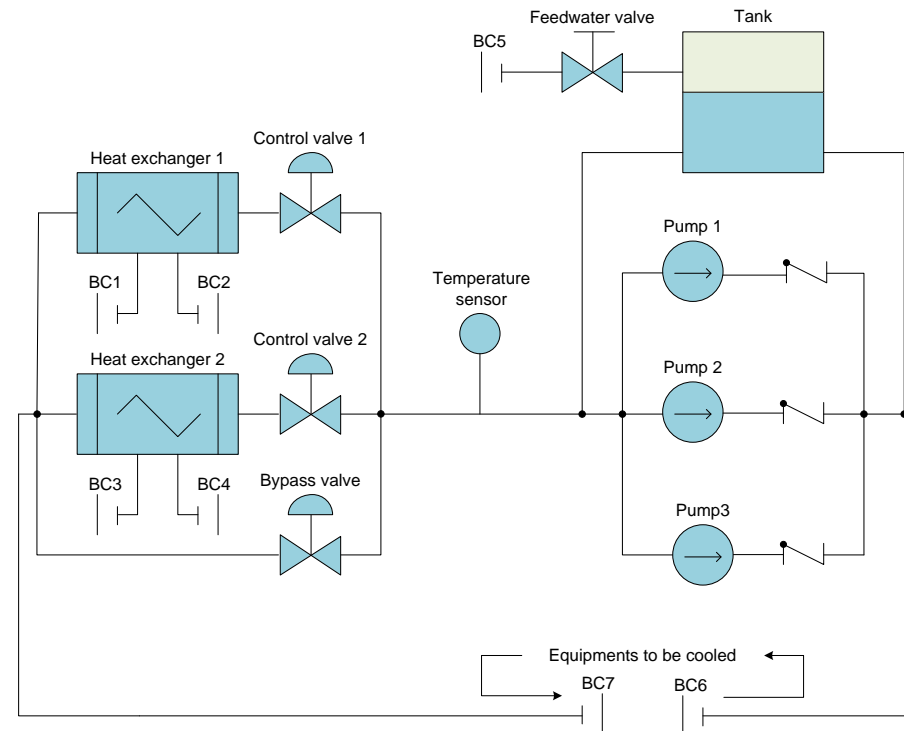 Feedwater valve
Tank
BC5
Control valve 1
Heat exchanger 1
Pump 1
BC1
BC2
Temperature
sensor
Control valve 2
Heat exchanger 2
Pump 2
BC3
BC4
Bypass valve
Pump3
Equipments to be cooled
BC7
BC6